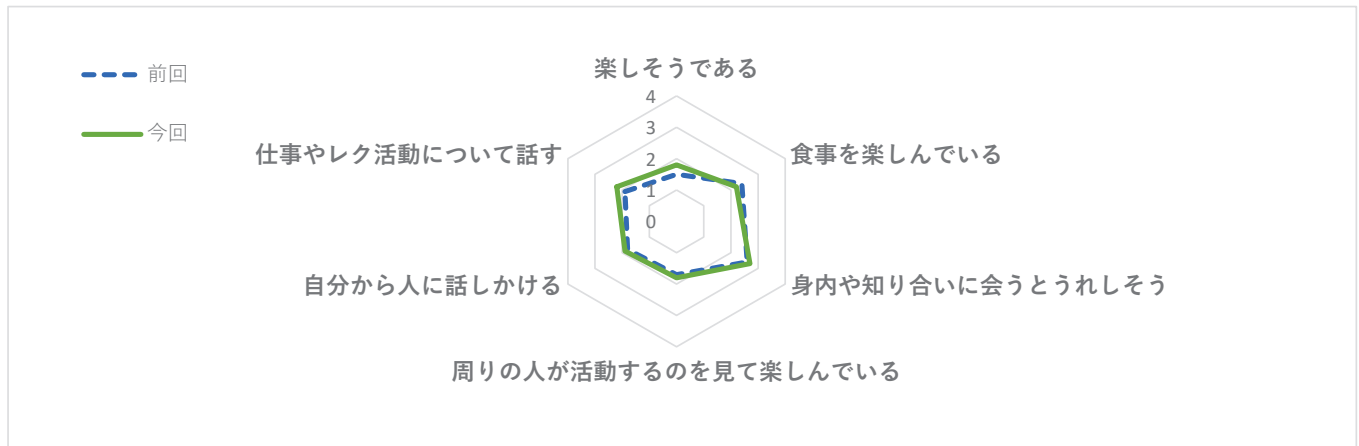 前回
今回
楽しそうである
食事を楽しんでいる
身内や知り合いに会うとうれしそう
周りの人が活動するのを見て楽しんでいる
自分から人に話しかける
仕事やレク活動について話す
4
3
2
1
0